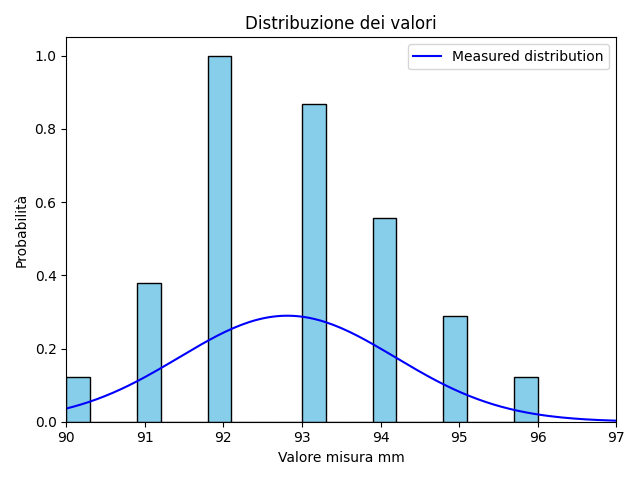 Distribuzione dei valori
Measured distribution
Probabilità
1.0
0.8
0.6
0.4
0.2
0.0
90 91 92 93 94 95 96 97
Valore misura mm